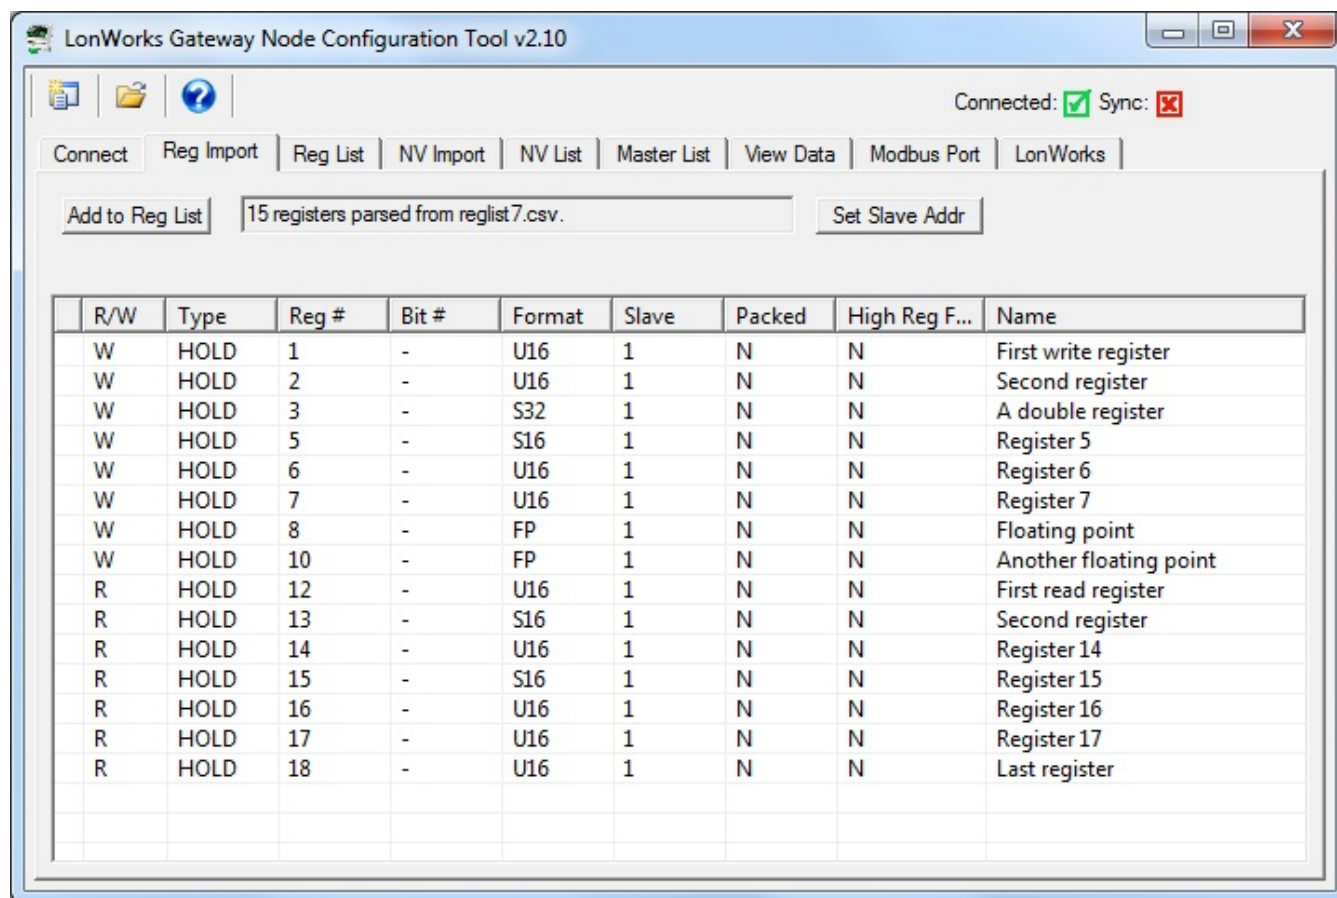 LonWorks Gateway Node Configuration Tool v2.10
Connected: Sync:
Connect Reg Import Reg List NV Import NV List Master List View Data Modbus Port LonWorks
Add to Reg List 15 registers parsed from reglist7.csv. Set Slave Addr
R/W Type Reg # Bit # Format Slave Packed High Reg F... Name
W HOLD 1 - U16 1 N N First write register
W HOLD 2 - U16 1 N N Second register
W HOLD 3 - S32 1 N N A double register
W HOLD 5 - S16 1 N N Register 5
W HOLD 6 - U16 1 N N Register 6
W HOLD 7 - U16 1 N N Register 7
W HOLD 8 - FP 1 N N Floating point
W HOLD 10 - FP 1 N N Another floating point
R HOLD 12 - U16 1 N N First read register
R HOLD 13 - S16 1 N N Second register
R HOLD 14 - U16 1 N N Register 14
R HOLD 15 - S16 1 N N Register 15
R HOLD 16 - U16 1 N N Register 16
R HOLD 17 - U16 1 N N Register 17
R HOLD 18 - U16 1 N N Last register